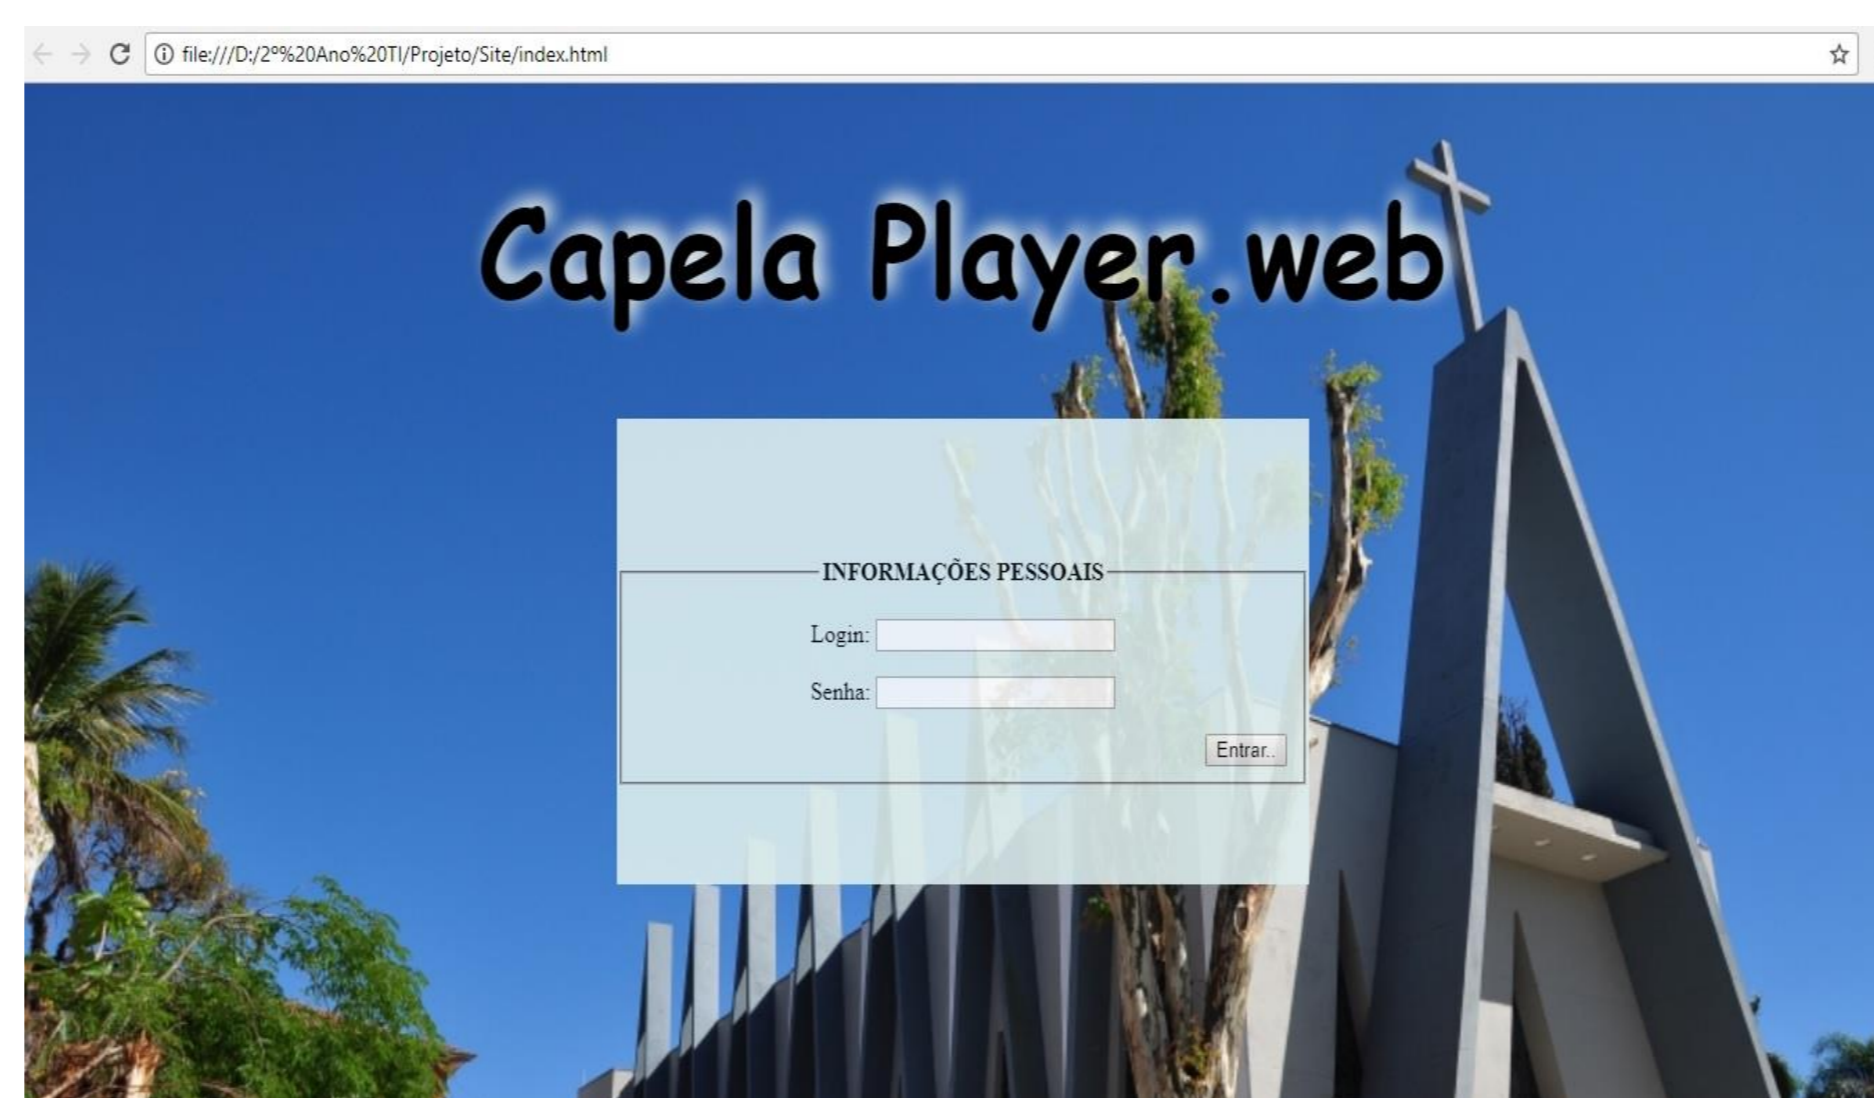 file:///D:/2º%20Ano%20TI/Projeto/Site/index.html
Capela Player.web
INFORMAÇÕES PESSOAIS
Login:
Senha:
Entrar..